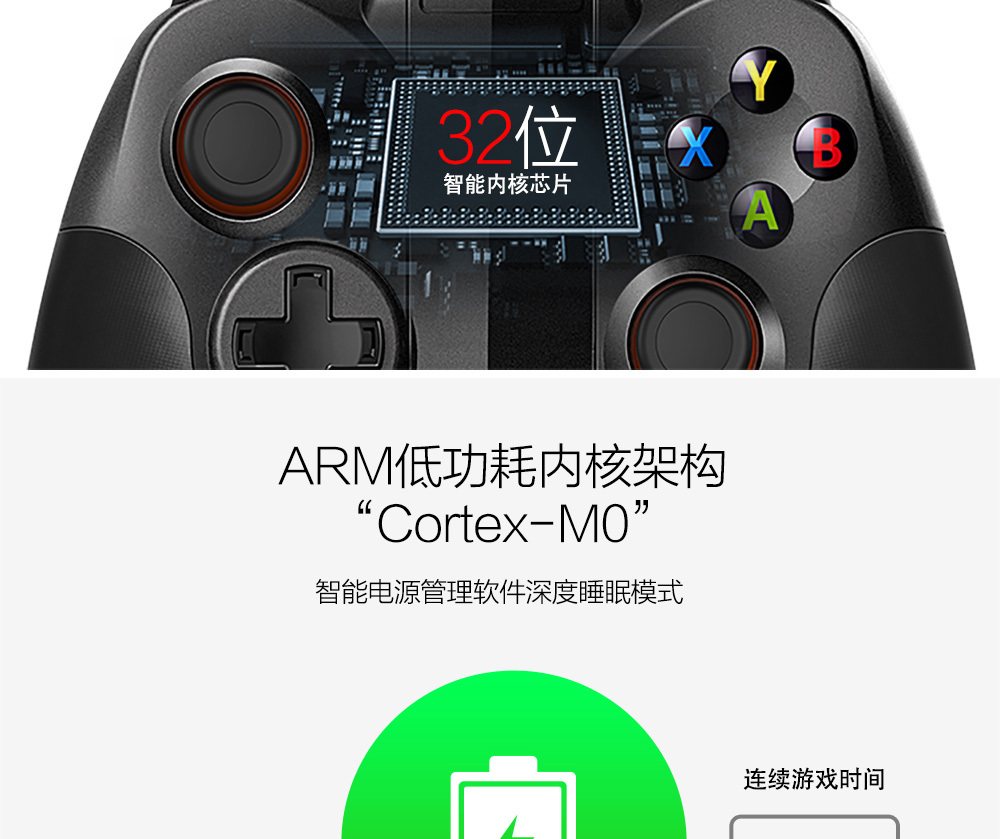 32位
智能内核芯片
Y
X
B
A
ARM低功耗内核架构
“Cortex-M0”
智能电源管理软件深度睡眠模式
连续游戏时间